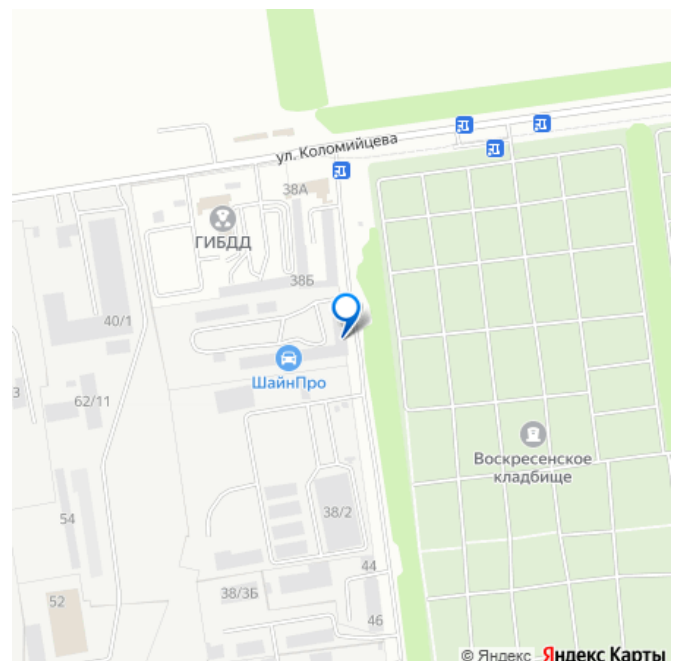 ул. Коломийцева
38А
ГИБДД
38Б
40/1
ШайнПро
62/11
3
Воскресенское
кладбище
54
38/2
44
38/3Б
52
46
© Яндекс Яндекс Карты